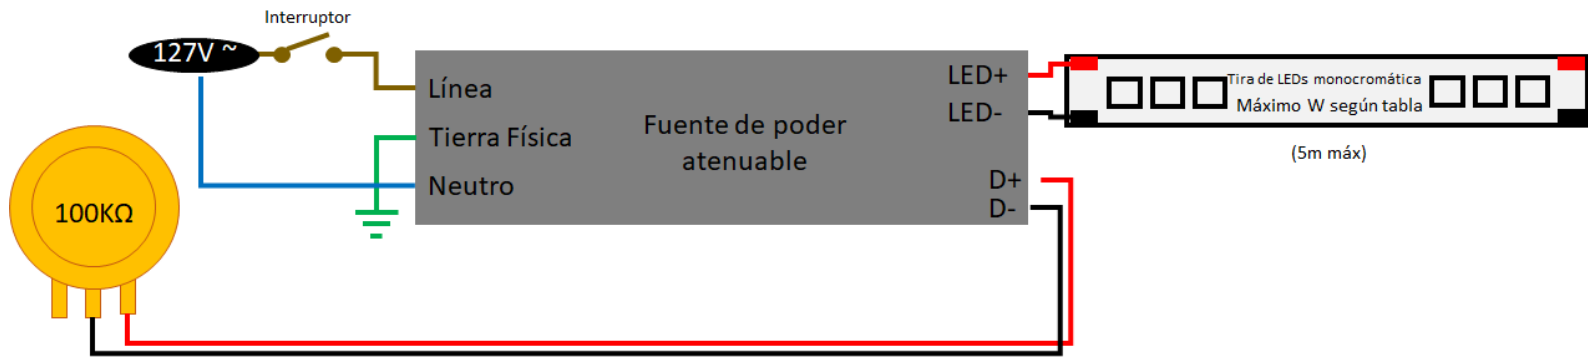 Interruptor
127V ~
Línea
Tierra Física
Neutro
Fuente de poder
atenuable
LED+
LED-
D+
D-
Tira de LEDs monocromática
Máximo W según tabla
(5m máx)
100KΩ